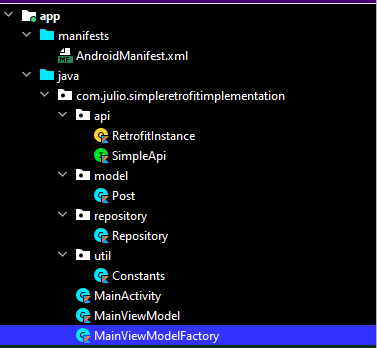 app
manifests
AndroidManifest.xml
java
com.julio.simpleretrofitimplementation
api
RetrofitInstance
SimpleApi
model
Post
repository
Repository
util
Constants
MainActivity
MainViewModel
MainViewModelFactory